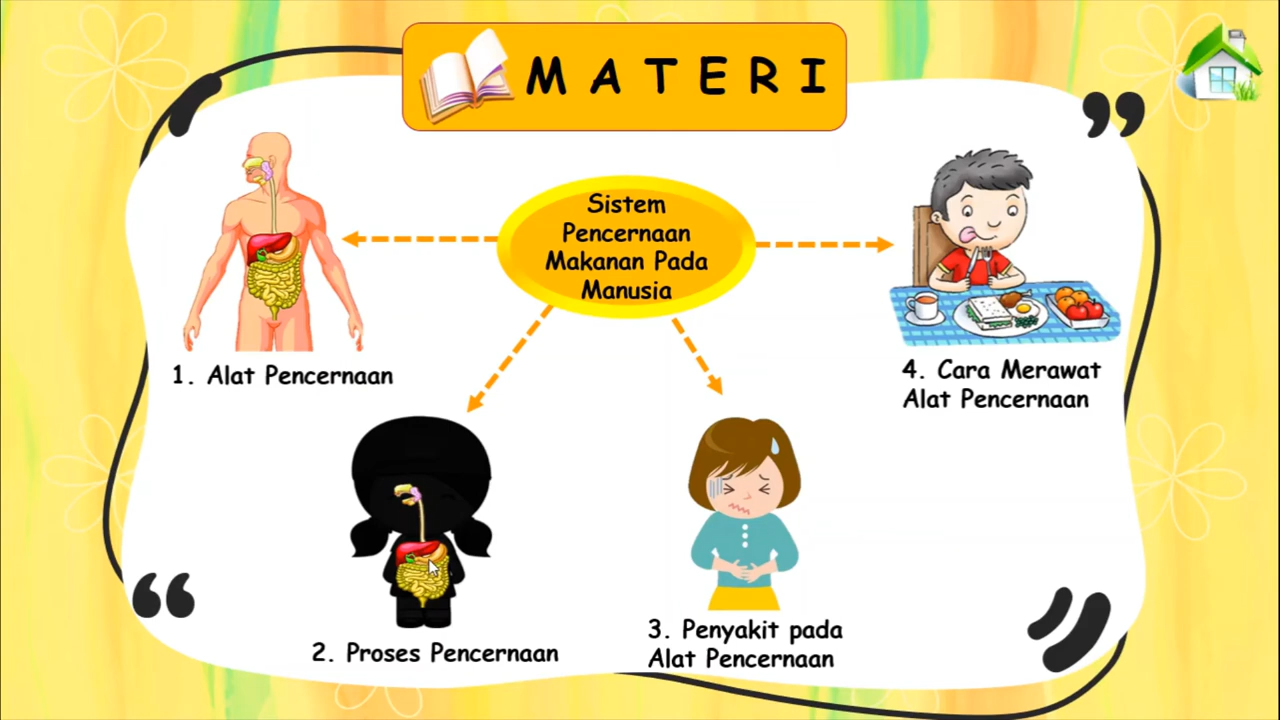 MATERI
Sistem
Pencernaan
Makanan Pada
Manusia
1. Alat Pencernaan
4. Cara Merawat
Alat Pencernaan
2. Proses Pencernaan
3. Penyakit pada
Alat Pencernaan